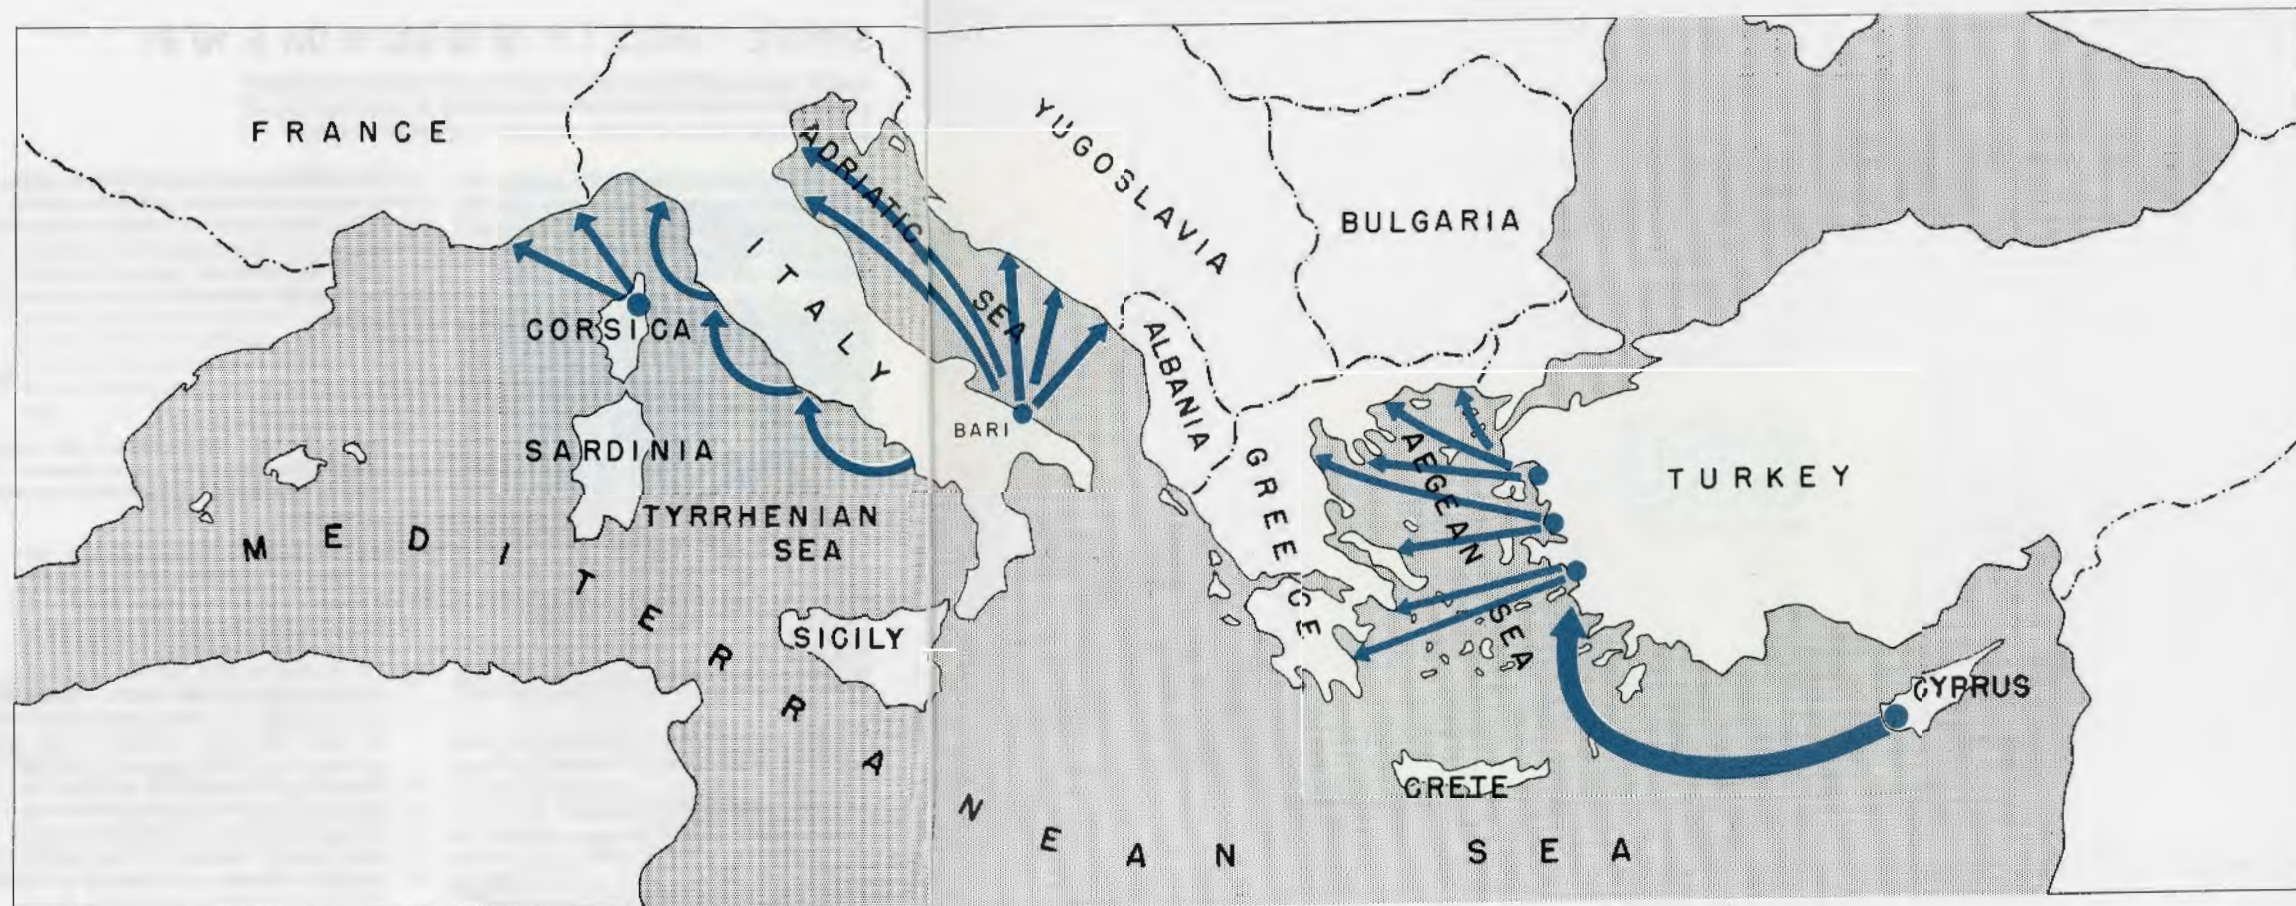 FRANCE
YUGOSLAVIA
ADRIATIC
SEA
BULGARIA
ITALY
CORSICA
ALBANIA
BARI
SARDINIA
GREECE
AEGEAN
SEA
TURKEY
TYRRHENIAN
SEA
MEDITERRANEAN SEA
SICILY
CYPRUS
CRETE